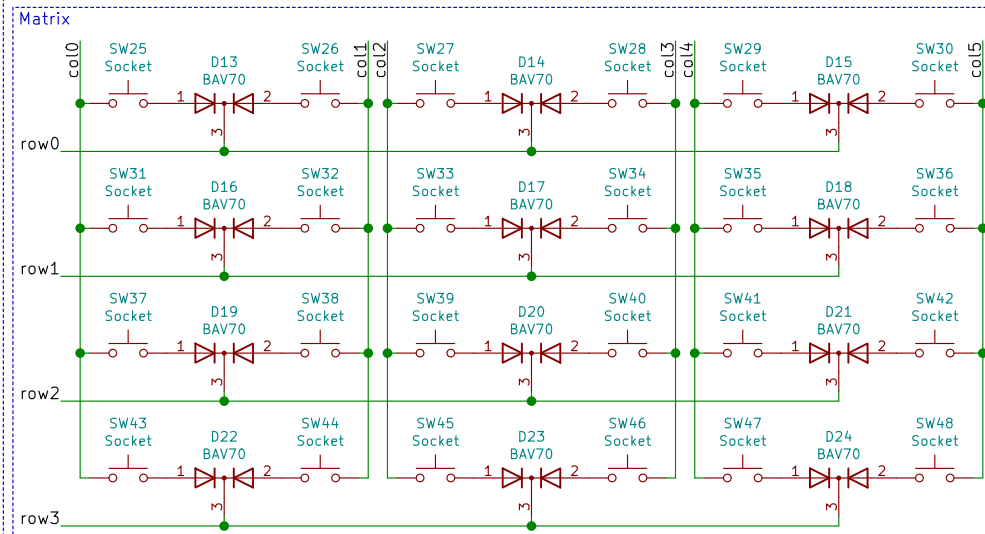 Matrix
col0 col1 col2 col3 col4 col5
SW25 SW26 SW27 SW28 SW29 SW30
Socket Socket Socket Socket Socket Socket
D13 D14 D15
BAV70 BAV70 BAV70
1 2 1 2 1 2
3 3 3
row0
SW31 SW32 SW33 SW34 SW35 SW36
Socket Socket Socket Socket Socket Socket
D16 D17 D18
BAV70 BAV70 BAV70
1 2 1 2 1 2
3 3 3
row1
SW37 SW38 SW39 SW40 SW41 SW42
Socket Socket Socket Socket Socket Socket
D19 D20 D21
BAV70 BAV70 BAV70
1 2 1 2 1 2
3 3 3
row2
SW43 SW44 SW45 SW46 SW47 SW48
Socket Socket Socket Socket Socket Socket
D22 D23 D24
BAV70 BAV70 BAV70
1 2 1 2 1 2
3 3 3
row3